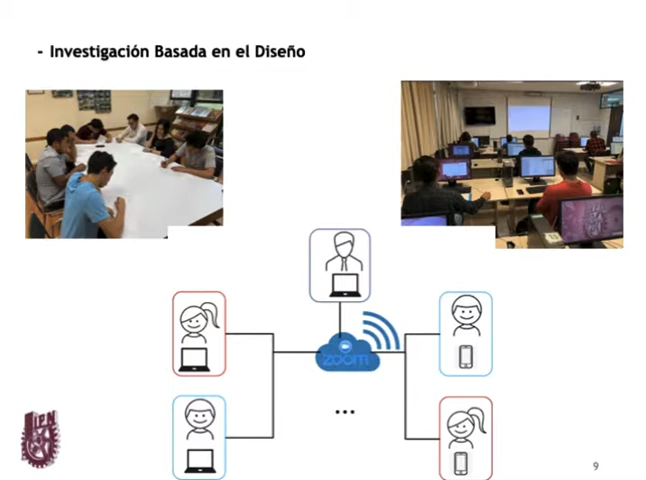 - Investigación Basada en el Diseño
zoom
...
IPN
9